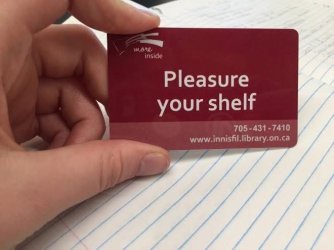 more
inside
Pleasure
your shelf
705-431-7410
www.innisfil.library.on.ca